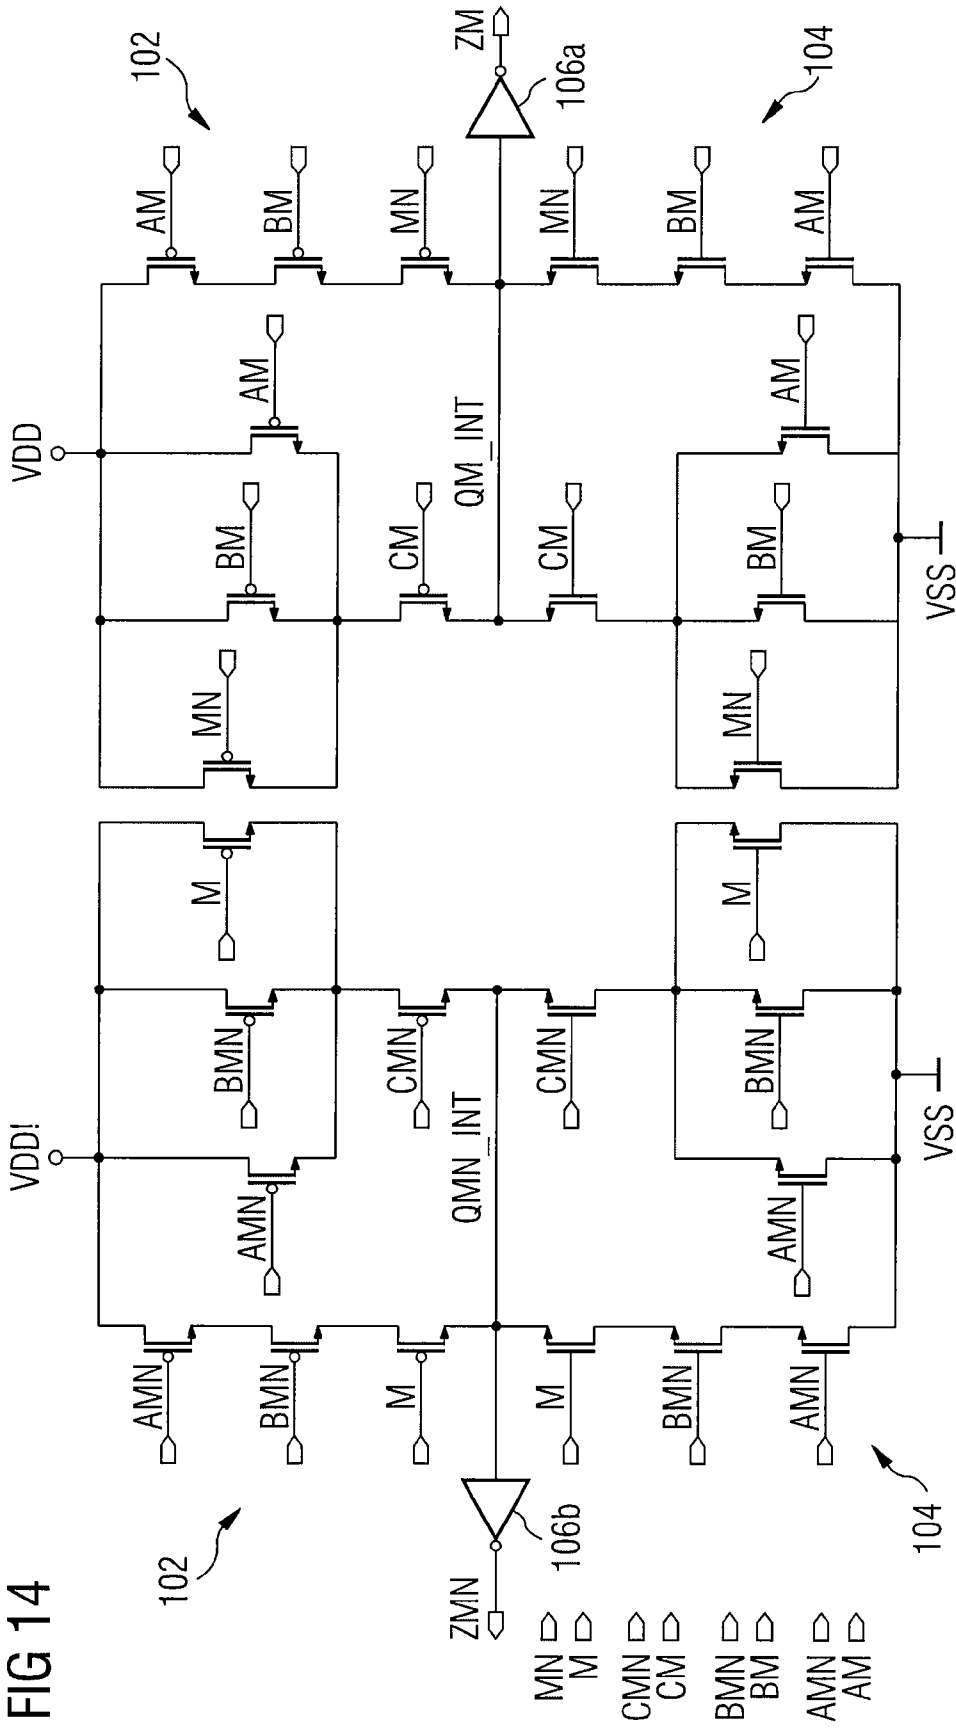 FIG 14
102
ZMN
106b
104
VDD!
AMN
BMN
M
M
BMN
AMN
AMN
BMN
M
CMN
CMN
QMN_INT
AMN
BMN
M
VSS
VDD
MN
BM
AM
CM
CM
QM_INT
MN
BM
AM
VSS
AM
BM
MN
MN
BM
AM
102
ZM
106a
104
MN
M
CMN
CM
BMN
BM
AMN
AM